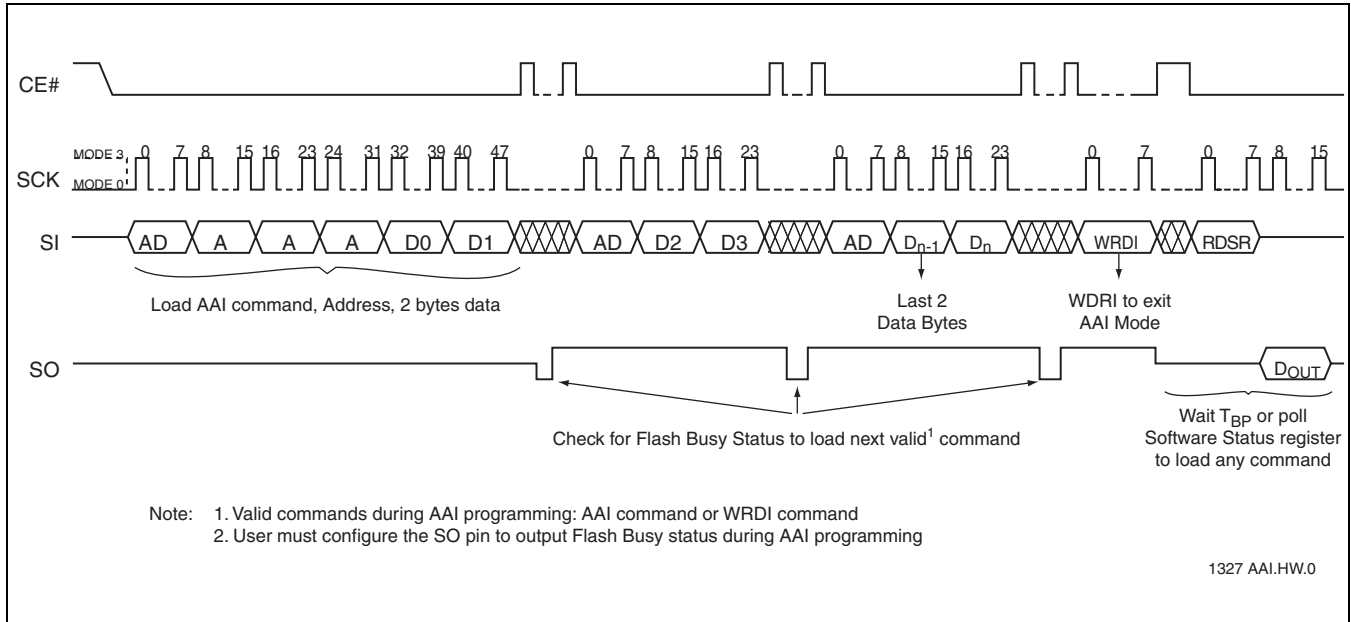 CE#
MODE 3 0 7 8 15 16 23 24 31 32 39 40 47 0 7 8 15 16 23 0 7 8 15 16 23 0 7 0 7 8 15
SCK MODE 0
SI AD A A A D0 D1 AD D2 D3 AD Dn-1 Dn WRDI RDSR
Load AAI command, Address, 2 bytes data
Last 2
Data Bytes
WDRI to exit
AAI Mode
SO DOUT
Check for Flash Busy Status to load next valid1 command
Wait TBP or poll
Software Status register
to load any command
Note: 1. Valid commands during AAI programming: AAI command or WRDI command
2. User must configure the SO pin to output Flash Busy status during AAI programming
1327 AAI.HW.0